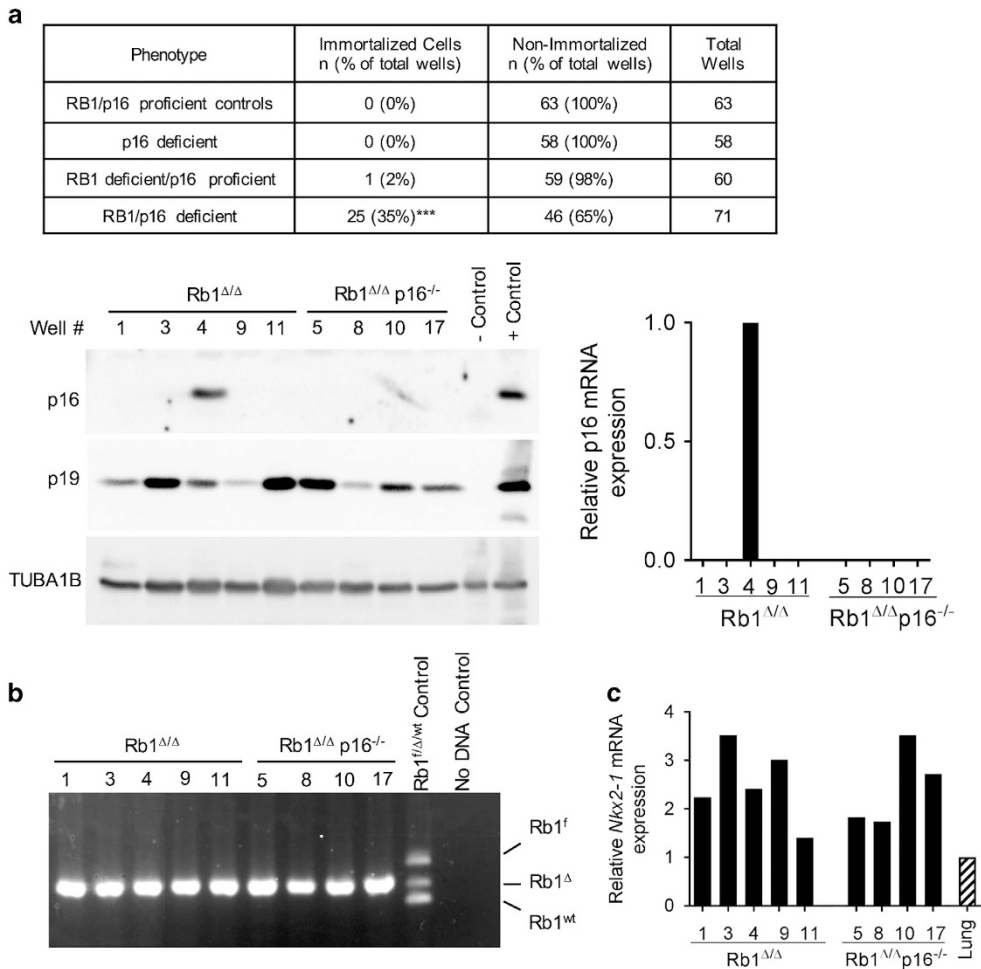 a
Phenotype Immortalized Cells n (% of total wells) Non-Immortalized n (% of total wells) Total Wells
RB1/p16 proficient controls 0 (0%) 63 (100%) 63
p16 deficient 0 (0%) 58 (100%) 58
RB1 deficient/p16 proficient 1 (2%) 59 (98%) 60
RB1/p16 deficient 25 (35%)*** 46 (65%) 71
Rb1Δ/Δ Rb1Δ/Δ p16-/- - Control + Control
Well # 1 3 4 9 11 5 8 10 17
p16
p19
TUBA1B
Relative p16 mRNA expression
1.0
0.5
0.0
1 3 4 9 11 5 8 10 17
Rb1Δ/Δ Rb1Δ/Δp16-/-
b
Rb1Δ/Δ Rb1Δ/Δ p16-/- Rb1f/Δ/wt Control No DNA Control
1 3 4 9 11 5 8 10 17
Rb1f
Rb1Δ
Rb1wt
c
Relative Nkx2-1 mRNA expression
4
3
2
1
0
1 3 4 9 11 5 8 10 17 Lung
Rb1Δ/Δ Rb1Δ/Δp16-/-